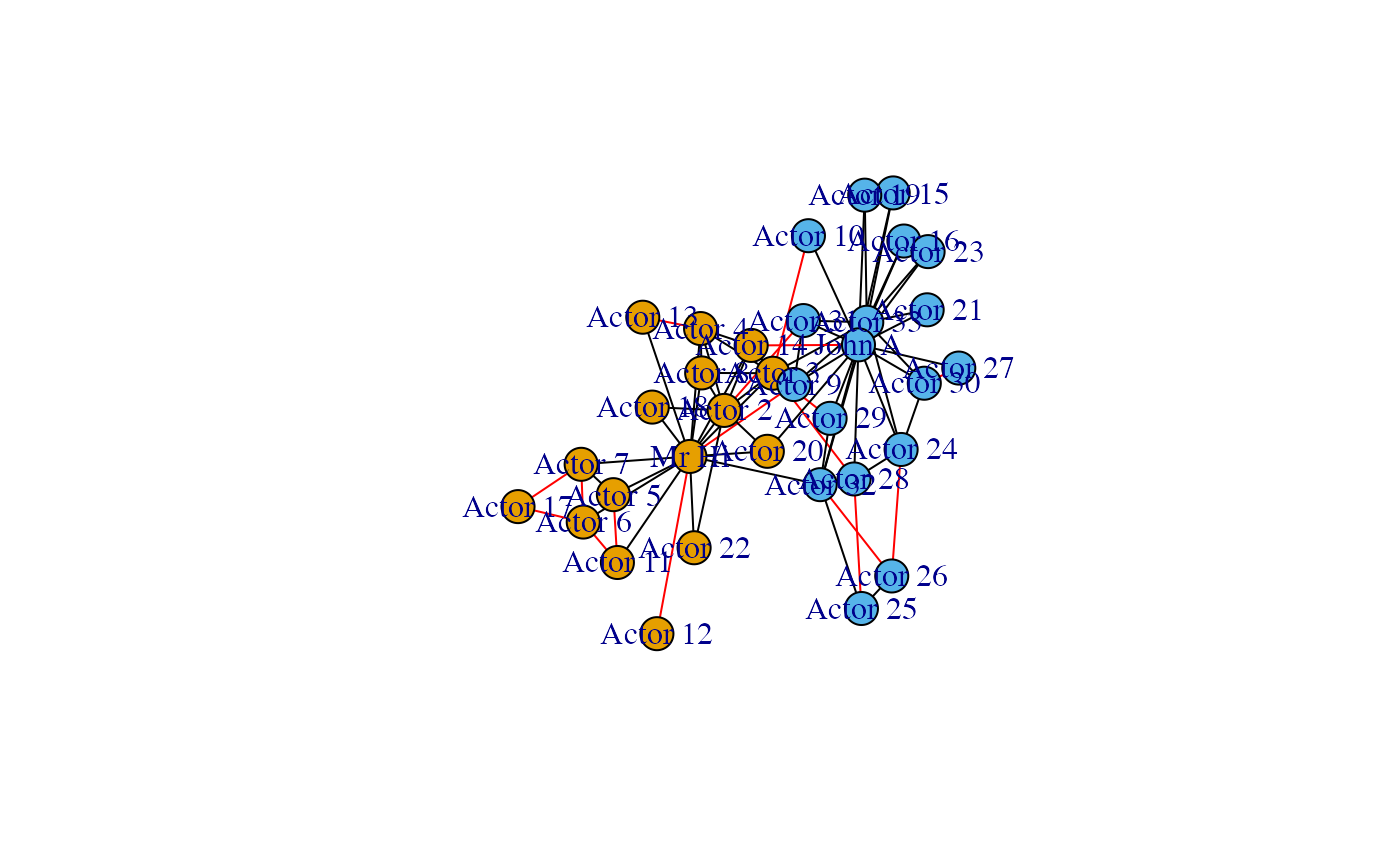 Actor 19
Actor 15
Actor 10
Actor 16
Actor 23
Actor 21
Actor 13
Actor 31
Actor 33
Actor 4
Actor 14
John A
Actor 27
Actor 8
Actor 3
Actor 9
Actor 30
Actor 18
Actor 2
Actor 29
Actor 20
Actor 24
Mr Hi
Actor 7
Actor 32
Actor 28
Actor 5
Actor 17
Actor 6
Actor 22
Actor 11
Actor 26
Actor 25
Actor 12